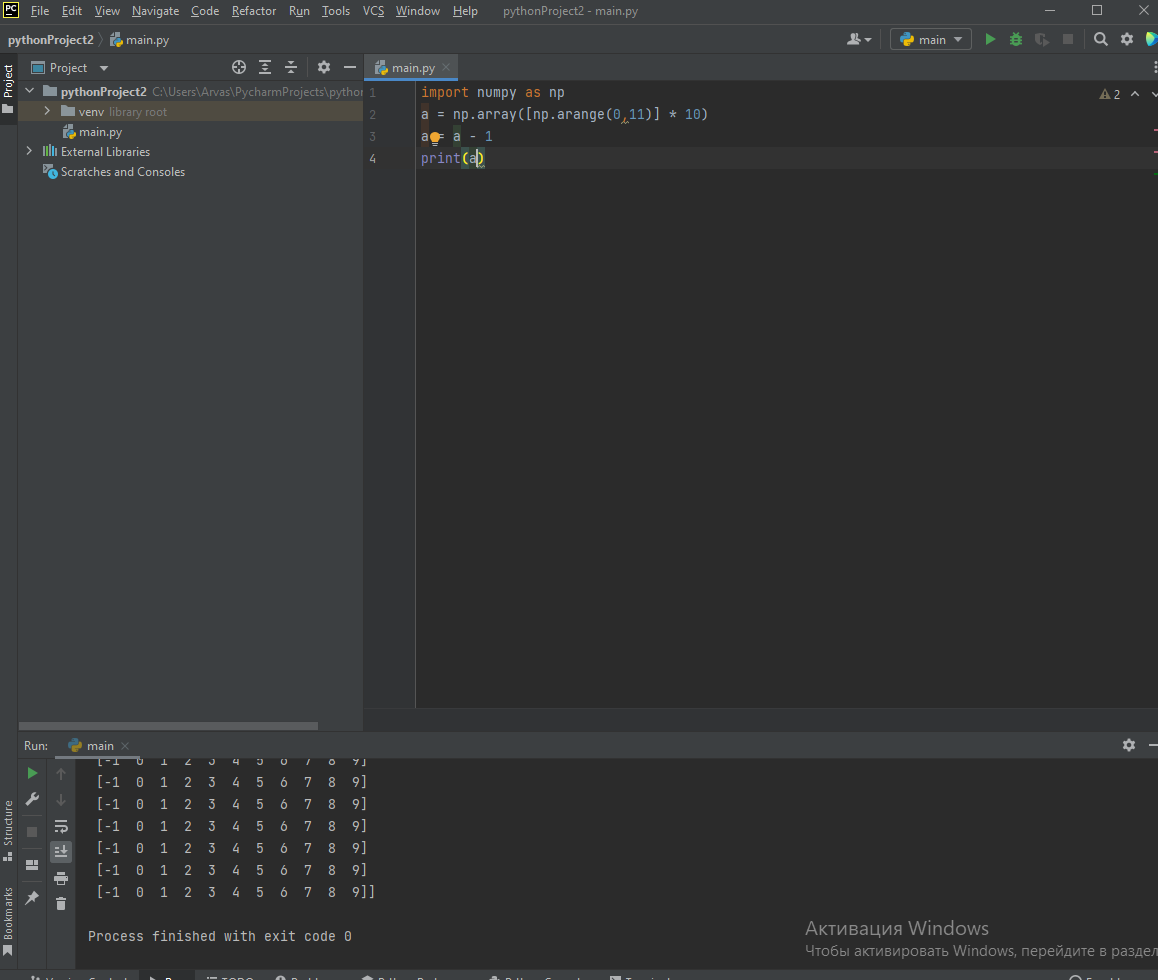 PC File Edit View Navigate Code Refactor Run Tools VCS Window Help pythonProject2 - main.py
pythonProject2 main.py main
Project Project main.py
pythonProject2 C:\Users\Arvas\PycharmProjects\python
venv library root
main.py
External Libraries
Scratches and Consoles
1 import numpy as np 2
2 a = np.array([np.arange(0,11)] * 10)
3 a = a - 1
4 print(a)
Run: main
[-1 0 1 2 3 4 5 6 7 8 9]
[-1 0 1 2 3 4 5 6 7 8 9]
[-1 0 1 2 3 4 5 6 7 8 9]
[-1 0 1 2 3 4 5 6 7 8 9]
[-1 0 1 2 3 4 5 6 7 8 9]
[-1 0 1 2 3 4 5 6 7 8 9]
[-1 0 1 2 3 4 5 6 7 8 9]]
Process finished with exit code 0
Structure
Bookmarks
Активация Windows
Чтобы активировать Windows, перейдите в раздел